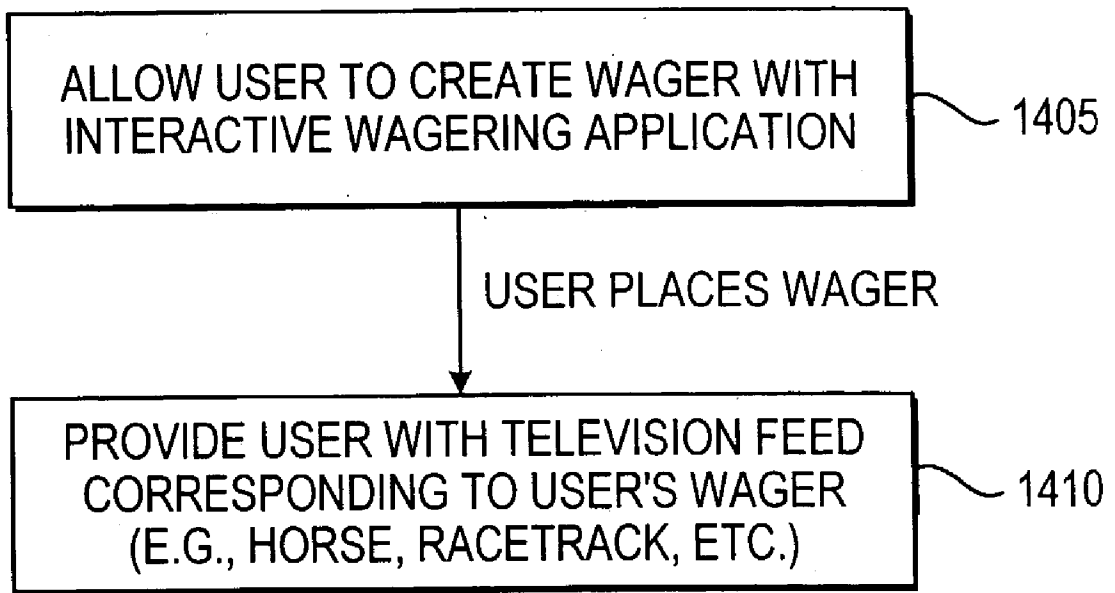 ALLOW USER TO CREATE WAGER WITH
INTERACTIVE WAGERING APPLICATION
1405
USER PLACES WAGER
PROVIDE USER WITH TELEVISION FEED
CORRESPONDING TO USER'S WAGER
(E.G., HORSE, RACETRACK, ETC.)
1410